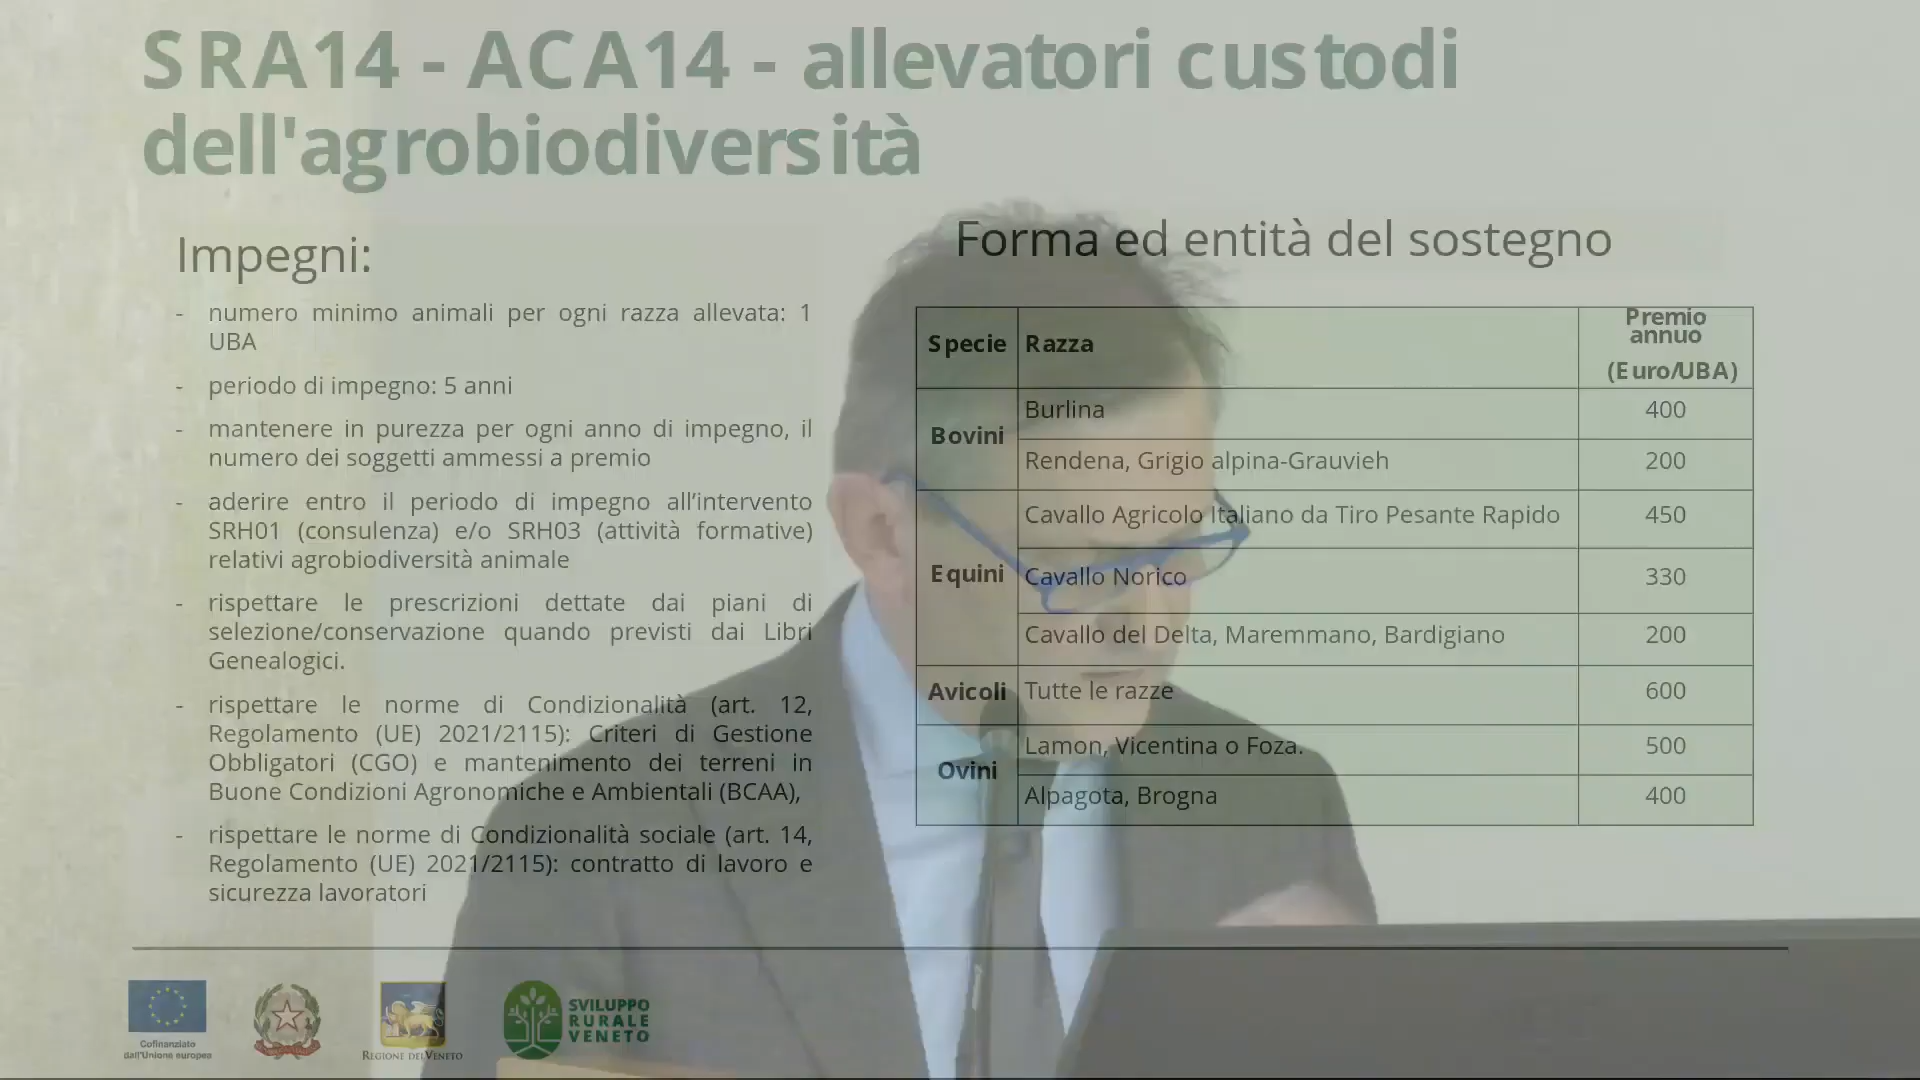 SRA14 - ACA14 - allevatori custodi
dell'agrobiodiversità
Impegni:
- numero minimo animali per ogni razza allevata: 1
UBA
- periodo di impegno: 5 anni
- mantenere in purezza per ogni anno di impegno, il
numero dei soggetti ammessi a premio
- aderire entro il periodo di impegno all’intervento
SRH01 (consulenza) e/o SRH03 (attività formative)
relativi agrobiodiversità animale
- rispettare le prescrizioni dettate dai piani di
selezione/conservazione quando previsti dai Libri
Genealogici.
- rispettare le norme di Condizionalità (art. 12,
Regolamento (UE) 2021/2115): Criteri di Gestione
Obbligatori (CGO) e mantenimento dei terreni in
Buone Condizioni Agronomiche e Ambientali (BCAA),
- rispettare le norme di Condizionalità sociale (art. 14,
Regolamento (UE) 2021/2115): contratto di lavoro e
sicurezza lavoratori
Forma ed entità del sostegno
Specie Razza Premio
annuo
(Euro/UBA)
Bovini
Burlina 400
Rendena, Grigio alpina-Grauvieh 200
Equini
Cavallo Agricolo Italiano da Tiro Pesante Rapido 450
Cavallo Norico 330
Cavallo del Delta, Maremmano, Bardigiano 200
Avicoli Tutte le razze 600
Ovini
Lamon, Vicentina o Foza. 500
Alpagota, Brogna 400
Cofinanziato
dall'Unione europea
REGIONE DEL VENETO
SVILUPPO
RURALE
VENETO